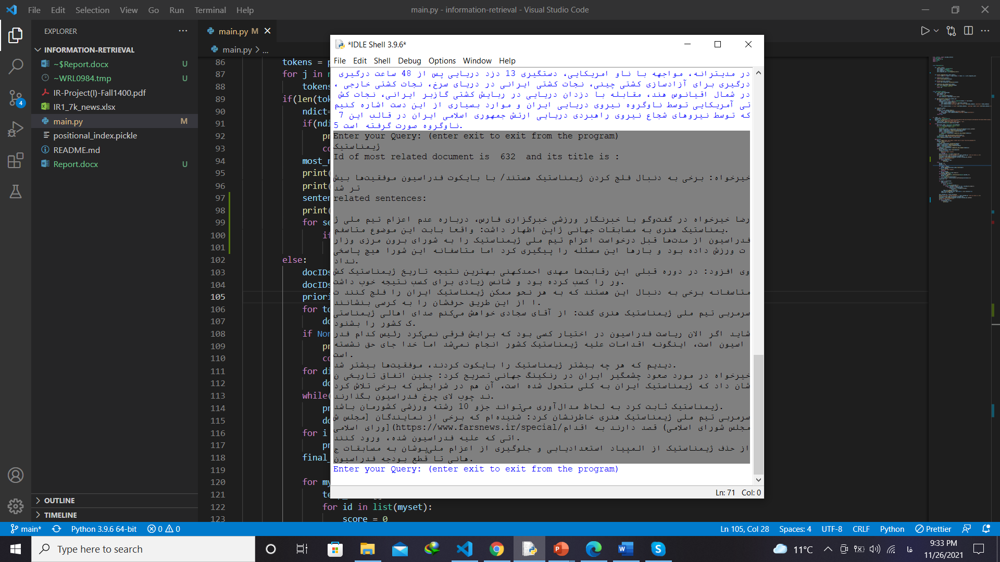 File Edit Selection View Go Run Terminal Help
main.py - information-retrieval - Visual Studio Code
EXPLORER
INFORMATION-RETRIEVAL
~$Report.docx U
~WRL0984.tmp U
IR-Project(I)-Fall1400.pdf
IR1_7k_news.xlsx
main.py M
positional_index.pickle
README.md
Report.docx U
OUTLINE
TIMELINE
4
main.py M
main.py > ...
86 tokens = p
87 for j in r
88 tokens
89 if(len(tok
90 ndict=
91 if(ndi
92 pr
93 co
94 most_r
95 print(
96 print(
97 senten
98 print(
99 for se
100 if
101
102 else:
103 docIDs
104 docIDs
105 priori
106 for to
107 do
108 if Non
109 pr
110 co
111 for di
112 do
113 while(
114 pr
115 do
116 for i
117 pr
118 final_
119
120 for my
121 te
122 for id in list(myset):
123 score = 0
*IDLE Shell 3.9.6*
File Edit Shell Debug Options Window Help
در مدیترانه، مواجهه با ناو امریکایی، دستگیری 13 دزد دریایی پس از 48 ساعت درگیری
درگیری برای آزادسازی کشتی چینی، نجات کشتی ایرانی در دریای سرخ، نجات کشتی خارجی ،
در شمال اقیانوس هند، مقابله با دزدان دریایی در ربایش کشتی گازبر ایرانی، نجات کش
تی آمریکایی توسط ناوگروه نیروی دریایی ایران و موارد بسیاری از این دست اشاره کنیم
که توسط نیروهای شجاع نیروی راهبردی دریایی ارتش جمهوری اسلامی ایران در قالب این 7
ناوگروه صورت گرفته است 5.
Enter your Query: (enter exit to exit from the program)
ژیمناستیک
Id of most related document is 632 and its title is :
خیرخواه: برخی به دنبال فلج کردن ژیمناستیک هستند/ با بایکوت فدراسیون موفقیت‌ها بیش
تر شد
related sentences:
رضا خیرخواه در گفت‌وگو با خبرنگار ورزشی خبرگزاری فارس، درباره عدم اعزام تیم ملی ژ
یمناستیک هنری به مسابقات جهانی ژاپن اظهار داشت: واقعا بابت این موضوع متاسفم.
فدراسیون از مدت‌ها قبل درخواست اعزام تیم ملی ژیمناستیک را به شورای برون مرزی وزار
ت ورزش داده بود و بارها این مسئله را پیگیری کرد اما متاسفانه این شورا هیچ پاسخی
نداد.
وی افزود: در دوره قبلی این رقابت‌ها مهدی احمدکهنی بهترین نتیجه تاریخ ژیمناستیک کش
ور را کسب کرده بود و شانس زیادی برای کسب نتیجه خوب داشت.
متاسفانه برخی به دنبال این هستند که به هر نحو ممکن ژیمناستیک ایران را فلج کنند ت
ا از این طریق حرفشان را به کرسی بنشانند.
سرمربی تیم ملی ژیمناستیک هنری گفت: از آقای سجادی خواهش می‌کنم صدای اهالی ژیمناستی
ک کشور را بشنود.
شاید اگر الان ریاست فدراسیون در اختیار کسی بود که برایش فرقی نمی‌کرد رئیس کدام فدر
اسیون است، اینگونه اقدامات علیه ژیمناستیک کشور انجام نمی‌شد اما خدا جای حق نشسته
است.
دیدیم که هر چه بیشتر ژیمناستیک را بایکوت کردند، موفقیت‌ها بیشتر شد.
خیرخواه در مورد صعود چشمگیر ایران در رنکینگ جهانی تصریح کرد: چنین اتفاق تاریخی ن
شان داد که ژیمناستیک ایران به کلی متحول شده است، آن هم در شرایطی که برخی تلاش کرد
ند چوب لای چرخ فدراسیون بگذارند.
ژیمناستیک ثابت کرد به لحاظ مدال‌آوری می‌تواند جزو 10 رشته ورزشی کشورمان باشد.
سرمربی تیم ملی ژیمناستیک هنری خاطرنشان کرد: شنیده‌ام که برخی از نمایندگان [مجلس ش
ورای اسلامی](https://www.farsnews.ir/special/مجلس شورای اسلامی) قصد دارند به اقدام
اتی که علیه فدراسیون شده، ورود کنند.
از حذف ژیمناستیک از المپیاد استعدادیابی و جلوگیری از اعزام ملی‌پوشان به مسابقات ج
هانی تا قطع بودجه فدراسیون.
Enter your Query: (enter exit to exit from the program)
Ln: 71 Col: 0
main* Python 3.9.6 64-bit 0 0 Ln 105, Col 28 Spaces: 4 UTF-8 CRLF Python Prettier
Type here to search
11°C فا 9:33 PM
11/26/2021